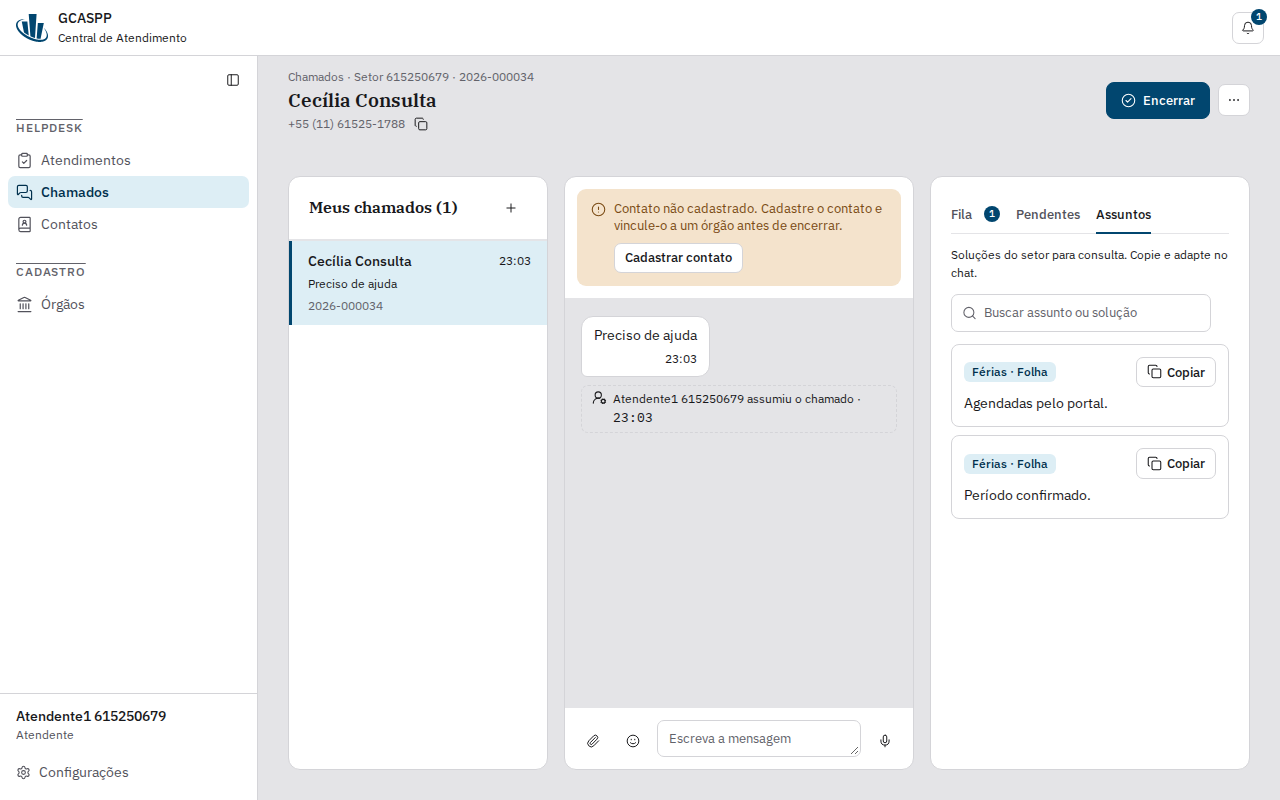 GCASPP
Central de Atendimento
1
HELPDESK
Atendimentos
Chamados
Contatos
CADASTRO
Órgãos
Atendente1 615250679
Atendente
Configurações
Chamados · Setor 615250679 · 2026-000034
Cecília Consulta
+55 (11) 61525-1788
Encerrar
Meus chamados (1)
Cecília Consulta 23:03
Preciso de ajuda
2026-000034
Contato não cadastrado. Cadastre o contato e
vincule-o a um órgão antes de encerrar.
Cadastrar contato
Preciso de ajuda
23:03
Atendente1 615250679 assumiu o chamado ·
23:03
Escreva a mensagem
Fila 1 Pendentes Assuntos
Soluções do setor para consulta. Copie e adapte no
chat.
Buscar assunto ou solução
Férias · Folha Copiar
Agendadas pelo portal.
Férias · Folha Copiar
Período confirmado.